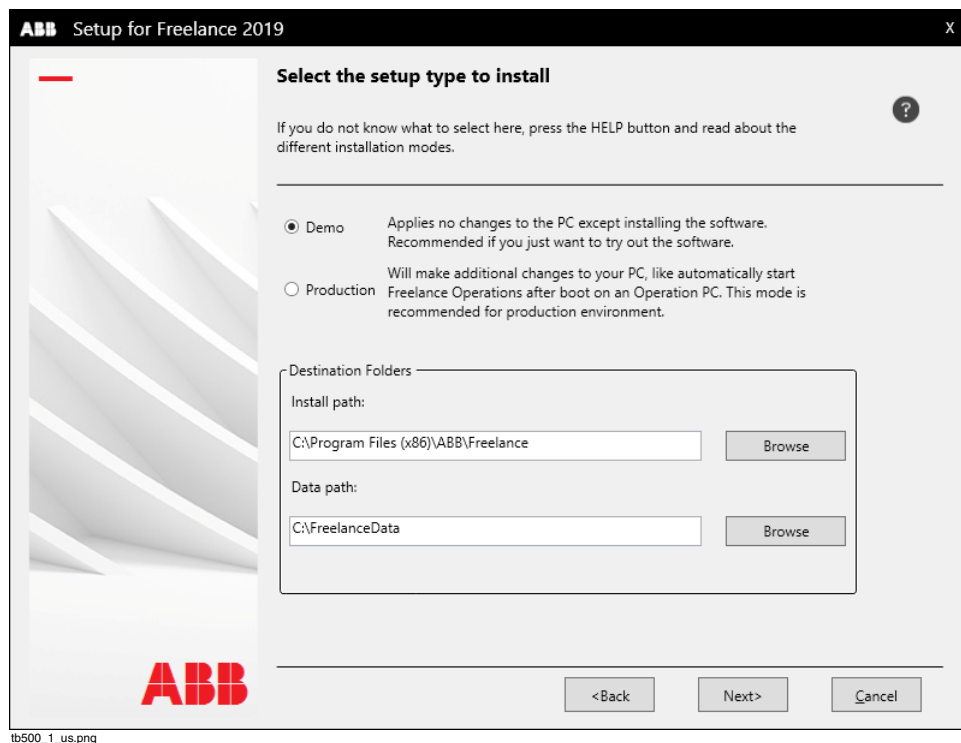 ABB Setup for Freelance 2019 X
Select the setup type to install
?
If you do not know what to select here, press the HELP button and read about the
different installation modes.
Demo
Applies no changes to the PC except installing the software.
Recommended if you just want to try out the software.
Production
Will make additional changes to your PC, like automatically start
Freelance Operations after boot on an Operation PC. This mode is
recommended for production environment.
Destination Folders
Install path:
C:\Program Files (x86)\ABB\Freelance
Browse
Data path:
C:\FreelanceData
Browse
ABB
<Back
Next>
Cancel
tb500_1_us.png